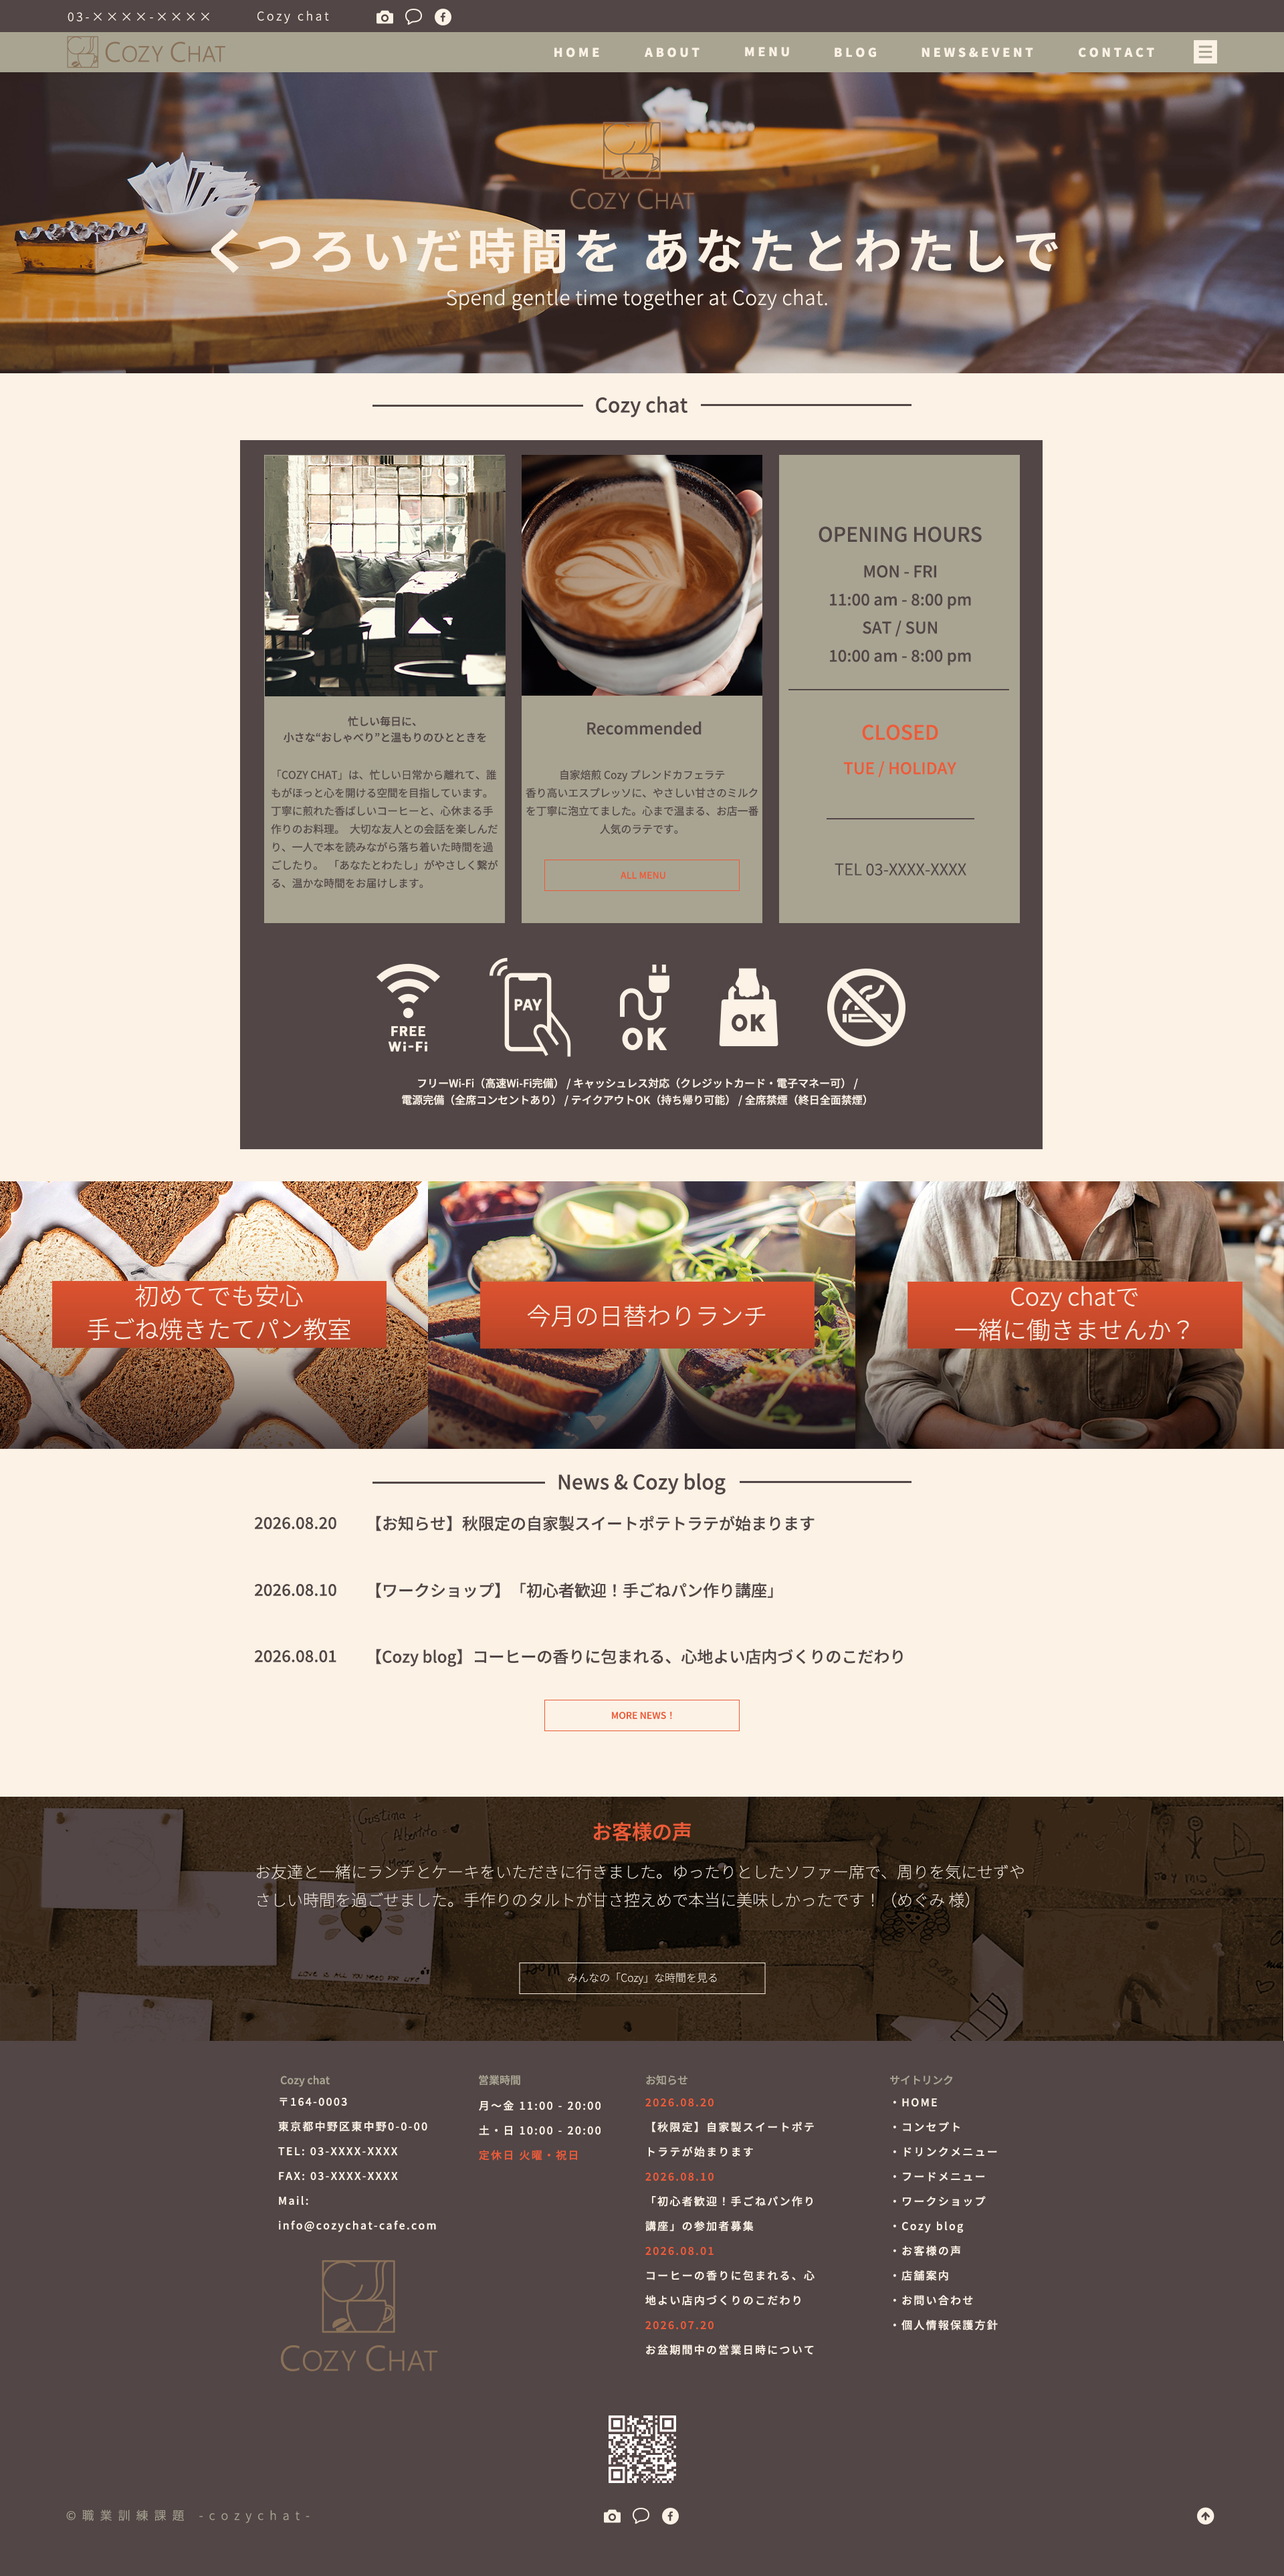 03-××××-××××
Cozy chat
COZY CHAT
HOME
ABOUT
MENU
BLOG
NEWS&EVENT
CONTACT
COZY CHAT
くつろいだ時間を あなたとわたしで
Spend gentle time together at Cozy chat.
Cozy chat
忙しい毎日に、
小さな“おしゃべり”と温もりのひとときを
「COZY CHAT」は、忙しい日常から離れて、誰
もがほっと心を開ける空間を目指しています。
丁寧に煎れた香ばしいコーヒーと、心休まる手
作りのお料理。 大切な友人との会話を楽しんだ
り、一人で本を読みながら落ち着いた時間を過
ごしたり。 「あなたとわたし」がやさしく繋が
る、温かな時間をお届けします。
Recommended
自家焙煎 Cozy ブレンドカフェラテ
香り高いエスプレッソに、やさしい甘さのミルク
を丁寧に泡立てました。心まで温まる、お店一番
人気のラテです。
ALL MENU
OPENING HOURS
MON - FRI
11:00 am - 8:00 pm
SAT / SUN
10:00 am - 8:00 pm
CLOSED
TUE / HOLIDAY
TEL 03-XXXX-XXXX
FREE
Wi-Fi
PAY
OK
OK
フリーWi-Fi（高速Wi-Fi完備） / キャッシュレス対応（クレジットカード・電子マネー可） /
電源完備（全席コンセントあり） / テイクアウトOK（持ち帰り可能） / 全席禁煙（終日全面禁煙）
初めてでも安心
手ごね焼きたてパン教室
今月の日替わりランチ
Cozy chatで
一緒に働きませんか？
News & Cozy blog
2026.08.20 【お知らせ】秋限定の自家製スイートポテトラテが始まります
2026.08.10 【ワークショップ】「初心者歓迎！手ごねパン作り講座」
2026.08.01 【Cozy blog】コーヒーの香りに包まれる、心地よい店内づくりのこだわり
MORE NEWS！
お客様の声
お友達と一緒にランチとケーキをいただきに行きました。ゆったりとしたソファー席で、周りを気にせずや
さしい時間を過ごせました。手作りのタルトが甘さ控えめで本当に美味しかったです！（めぐみ 様）
みんなの「Cozy」な時間を見る
Cozy chat
〒164-0003
東京都中野区東中野0-0-00
TEL: 03-XXXX-XXXX
FAX: 03-XXXX-XXXX
Mail:
info@cozychat-cafe.com
COZY CHAT
営業時間
月〜金 11:00 - 20:00
土・日 10:00 - 20:00
定休日 火曜・祝日
お知らせ
2026.08.20
【秋限定】自家製スイートポテ
トラテが始まります
2026.08.10
「初心者歓迎！手ごねパン作り
講座」の参加者募集
2026.08.01
コーヒーの香りに包まれる、心
地よい店内づくりのこだわり
2026.07.20
お盆期間中の営業日時について
サイトリンク
・HOME
・コンセプト
・ドリンクメニュー
・フードメニュー
・ワークショップ
・Cozy blog
・お客様の声
・店舗案内
・お問い合わせ
・個人情報保護方針
©職業訓練課題 -cozychat-